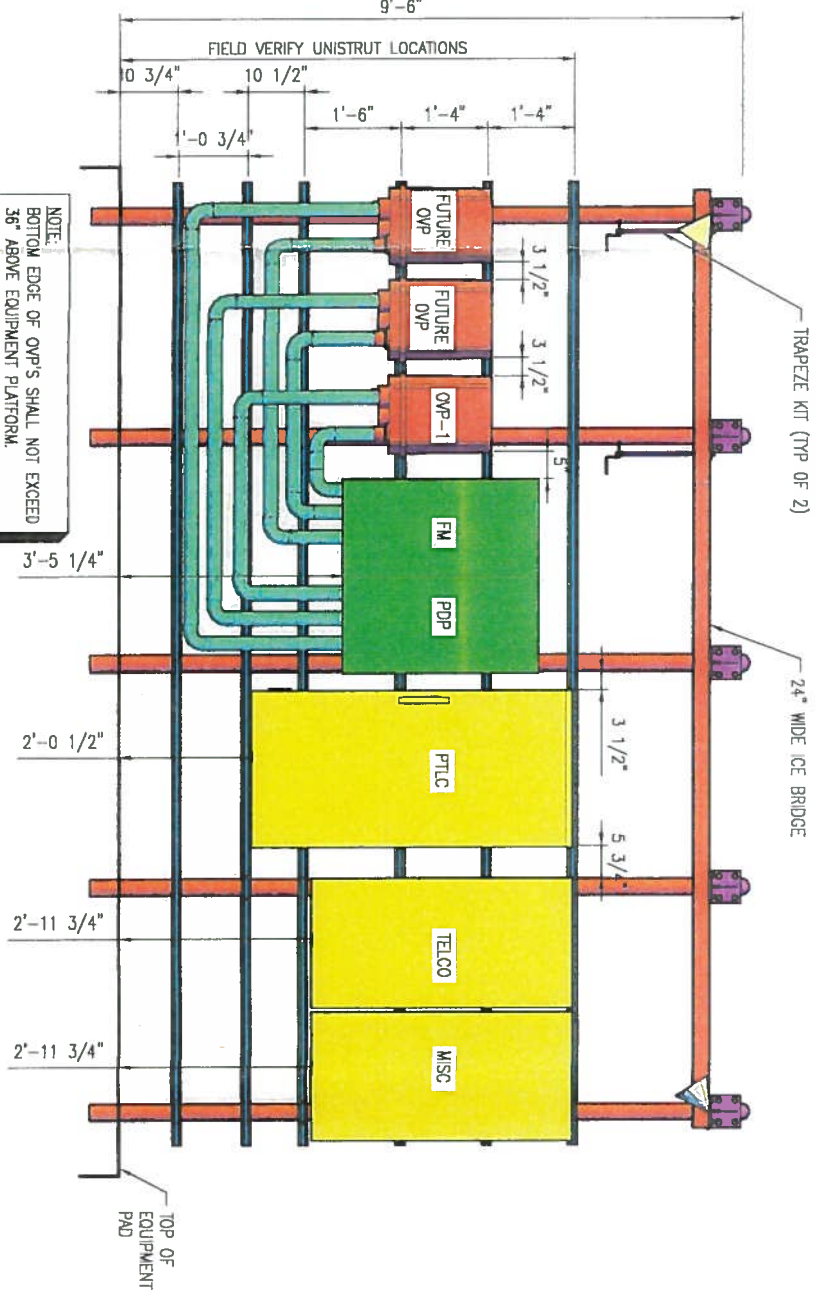 9'-6"
FIELD VERIFY UNISTRUT LOCATIONS
10 3/4"
10 1/2"
1'-0 3/4"
1'-6"
1'-4"
1'-4"
TRAPEZE KIT (TYP OF 2)
24" WIDE ICE BRIDGE
FUTURE
OVP
FUTURE
OVP
OVP-1
3 1/2"
3 1/2"
5"
FM
PDP
PTLC
3 1/2"
5 3/4"
TELCO
MISC
3'-5 1/4"
2'-0 1/2"
2'-11 3/4"
2'-11 3/4"
TOP OF
EQUIPMENT
PAD
NOTE:
BOTTOM EDGE OF OVP'S SHALL NOT EXCEED
36" ABOVE EQUIPMENT PLATFORM.